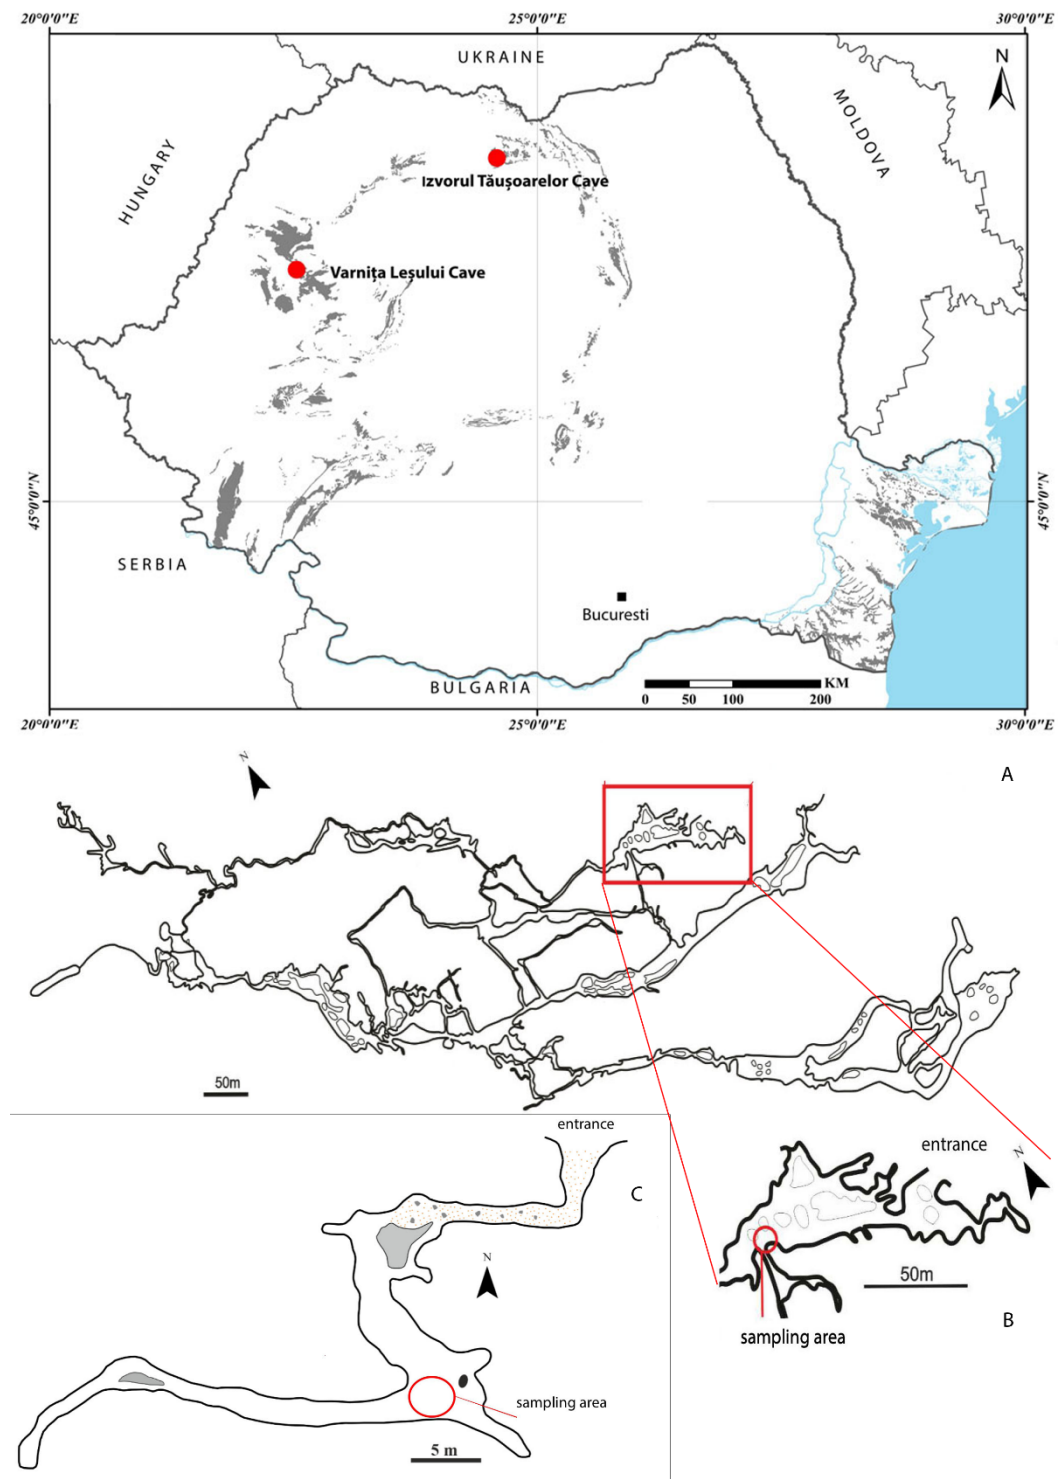 20°0'0"E 25°0'0"E 30°0'0"E
UKRAINE
N
MOLDOVA
HUNGARY
Izvorul Tăușoarelor Cave
Varnița Leșului Cave
45°0'0"N 45°0'0"N
SERBIA
Bucuresti
BULGARIA
KM
0 50 100 200
20°0'0"E 25°0'0"E 30°0'0"E
N
A
50m
entrance
C
N
sampling area
5 m
entrance
N
50m
B
sampling area